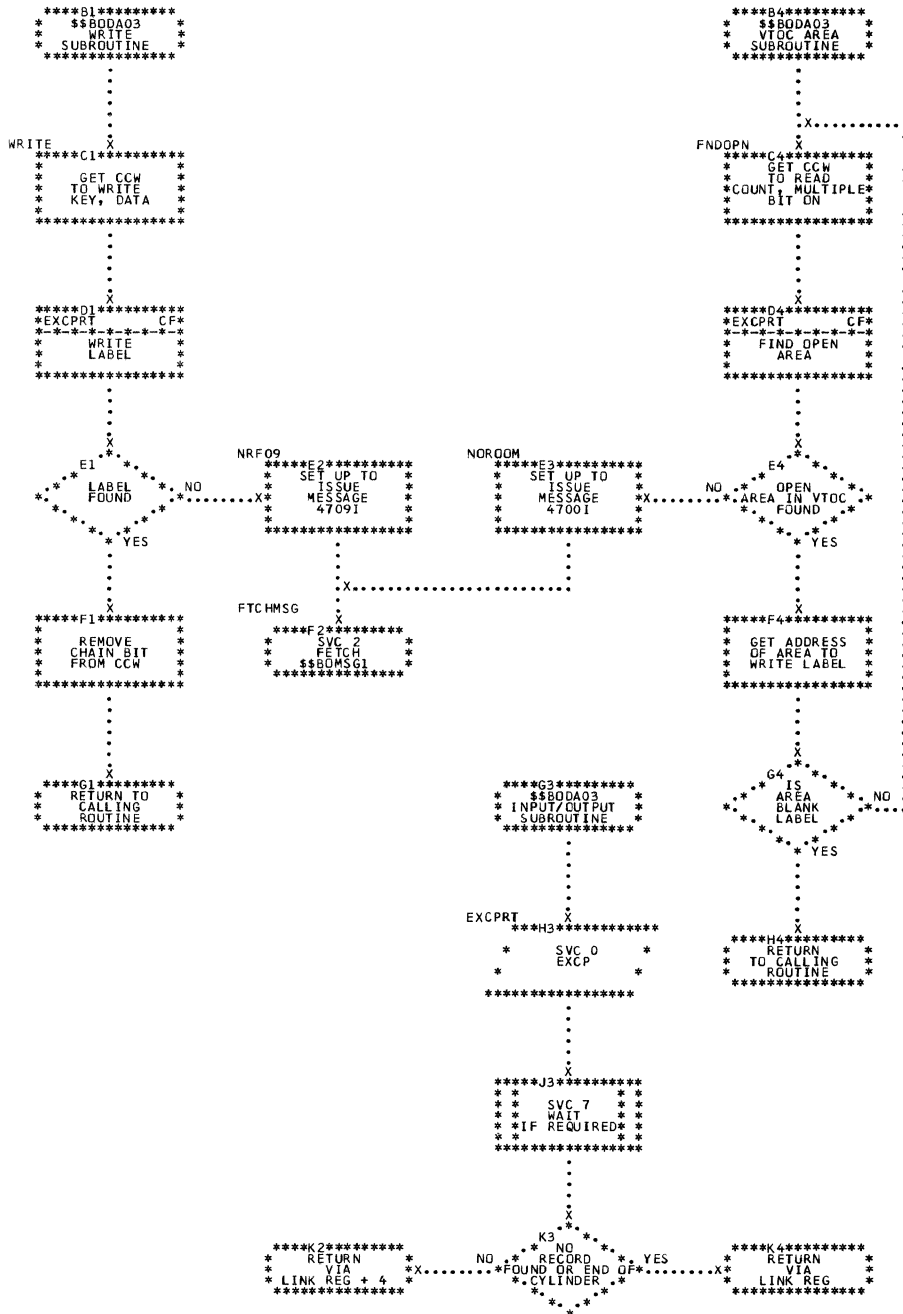 B1
$$BODA03
WRITE
SUBROUTINE
WRITE
C1
GET CCW
TO WRITE
KEY, DATA
D1
EXCPRT CF
WRITE
LABEL
E1
LABEL
FOUND
NO
YES
NRF09
E2
SET UP TO
ISSUE
MESSAGE
4709I
F1
REMOVE
CHAIN BIT
FROM CCW
FTCHMSG
F2
SVC 2
FETCH
$$BOMSG1
G1
RETURN TO
CALLING
ROUTINE
B4
$$BODA03
VTOC AREA
SUBROUTINE
X
FNDOPN
C4
GET CCW
TO READ
COUNT, MULTIPLE
BIT ON
D4
EXCPRT CF
FIND OPEN
AREA
E4
OPEN
AREA IN VTOC
FOUND
NO
YES
NOROOM
E3
SET UP TO
ISSUE
MESSAGE
4700I
F4
GET ADDRESS
OF AREA TO
WRITE LABEL
G4
IS
AREA
BLANK
LABEL
NO
YES
H4
RETURN
TO CALLING
ROUTINE
G3
$$BODA03
INPUT/OUTPUT
SUBROUTINE
EXCPRT
H3
SVC 0
EXCP
J3
SVC 7
WAIT
IF REQUIRED
K3
NO
RECORD
FOUND OR END OF
CYLINDER
NO
YES
K2
RETURN
VIA
LINK REG + 4
K4
RETURN
VIA
LINK REG